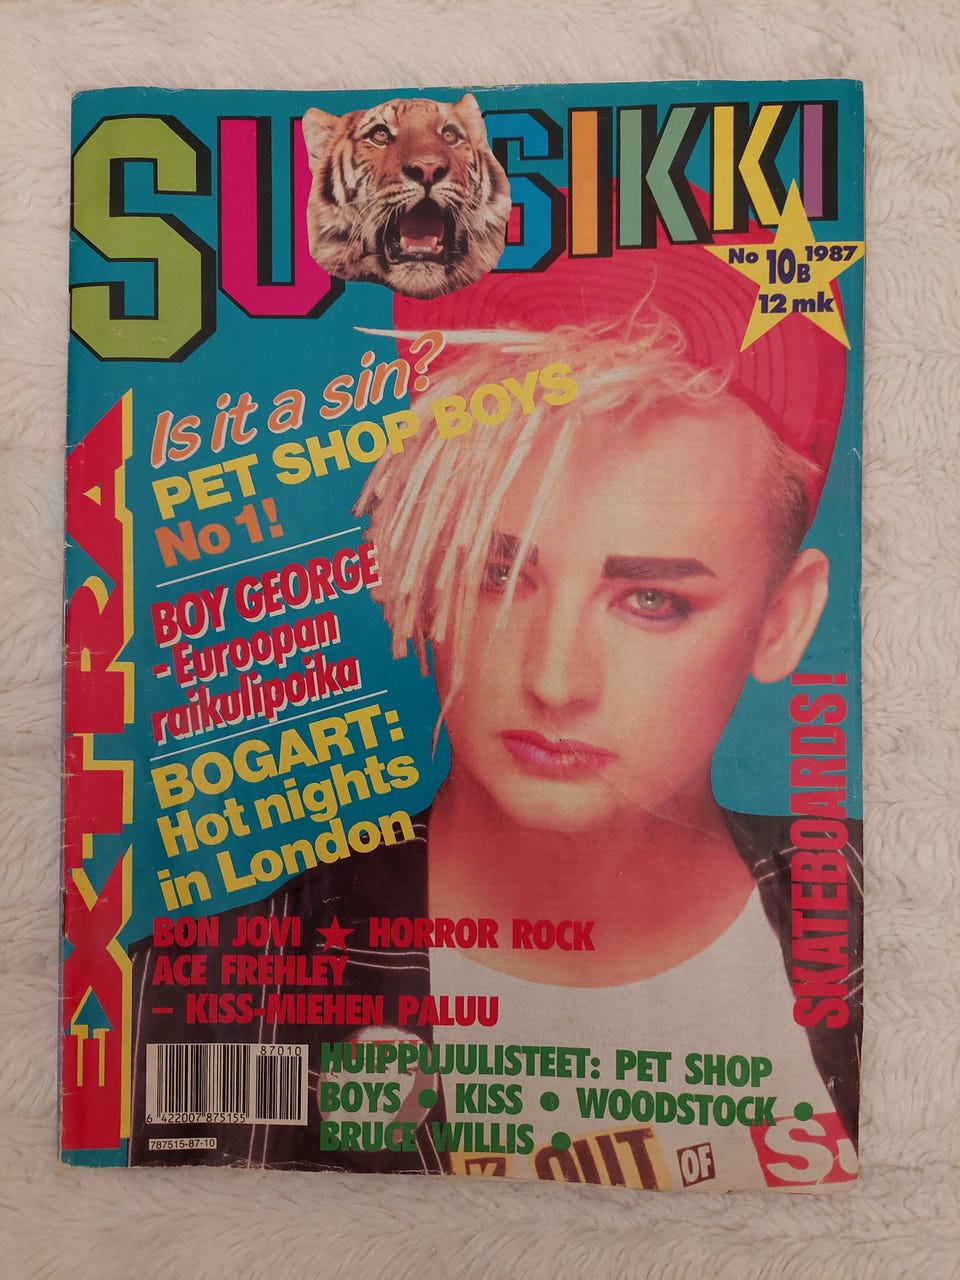 SU SIKKI
No 10B 1987
12 mk
Is it a sin?
PET SHOP BOYS
No 1!
BOY GEORGE
- Euroopan
raikulipoika
BOGART:
Hot nights
in London
EXTRA
SKATEBOARDS!
BON JOVI ★ HORROR ROCK
ACE FREHLEY
– KISS-MIEHEN PALUU
HUIPPUJULISTEET: PET SHOP
BOYS ● KISS ● WOODSTOCK ●
BRUCE WILLIS ●
87010
6 422007 875155
787515-87-10
OUT OF S.